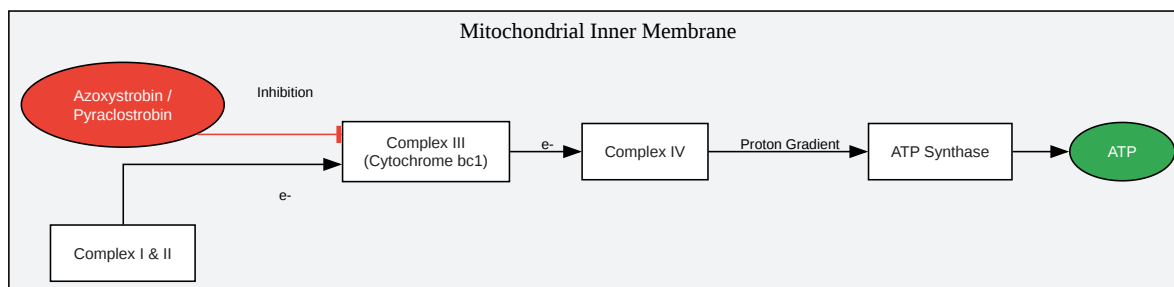 Mitochondrial Inner Membrane
Azoxystrobin /
Pyraclostrobin
Inhibition
Complex III
(Cytochrome bc1)
e-
Complex IV
Proton Gradient
ATP Synthase
ATP
e-
Complex I & II